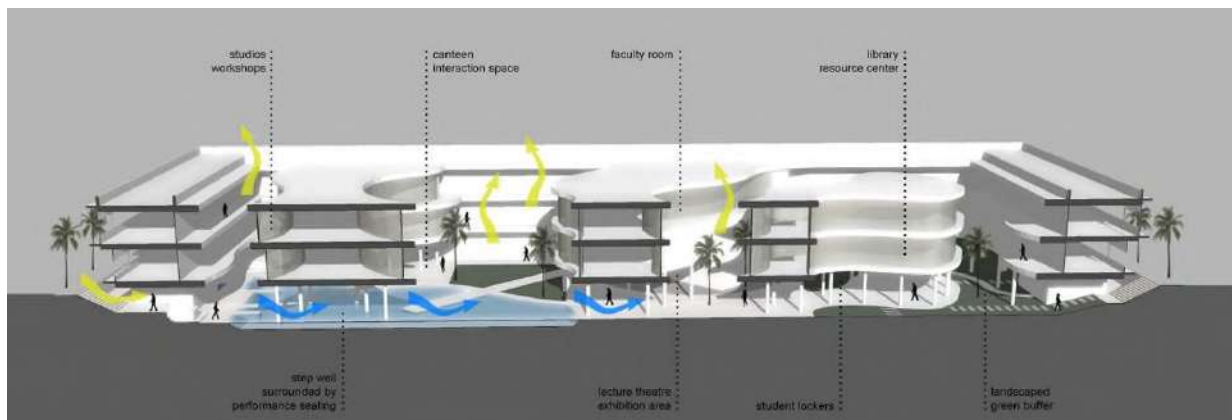 studios
workshops
canteen
interaction space
faculty room
library
resource center
step well
surrounded by
performance seating
lecture theatre
exhibition area
student lockers
landscaped
green buffer